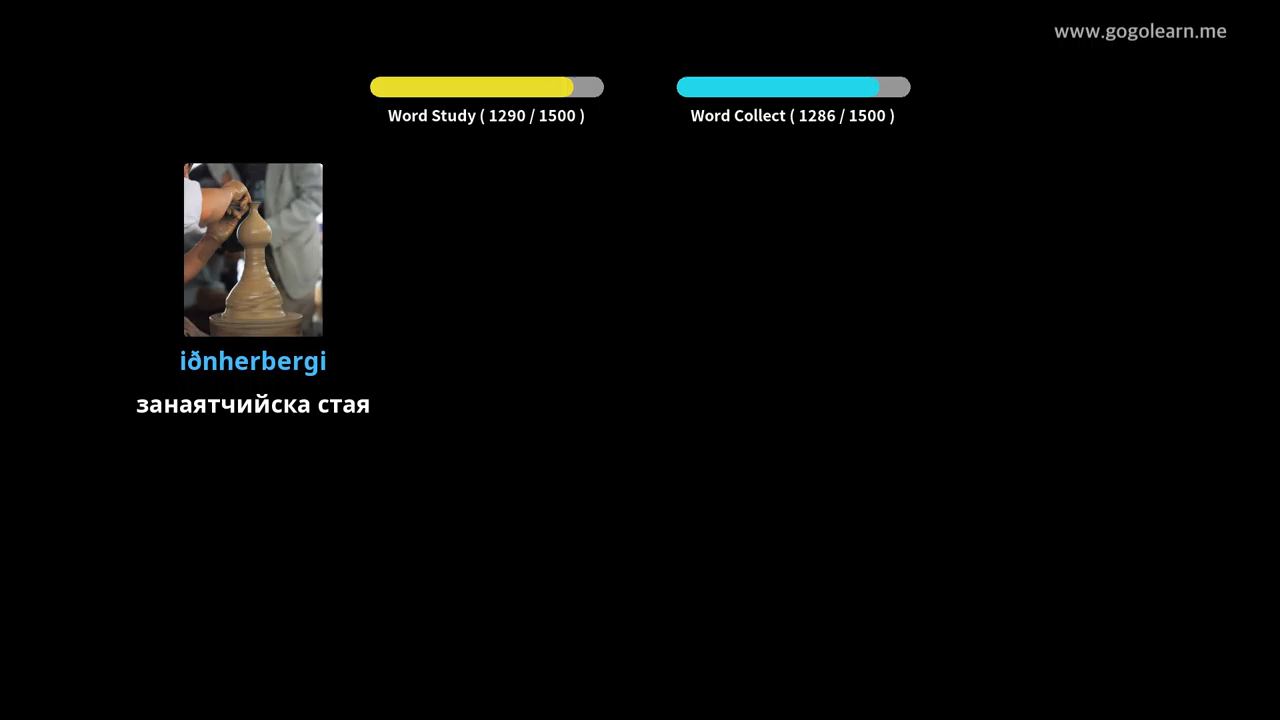 www.gogolearn.me
Word Study ( 1290 / 1500 )
Word Collect ( 1286 / 1500 )
iðnherbergi
занаятчийска стая